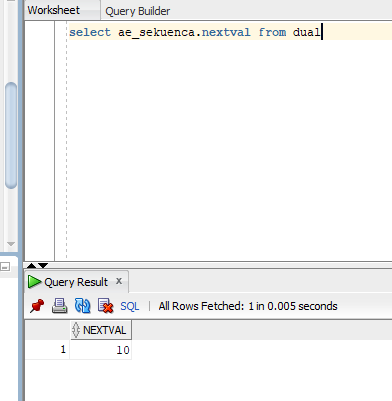 Worksheet Query Builder
select ae_sekuenca.nextval from dual
Query Result x
SQL | All Rows Fetched: 1 in 0.005 seconds
NEXTVAL
1 10